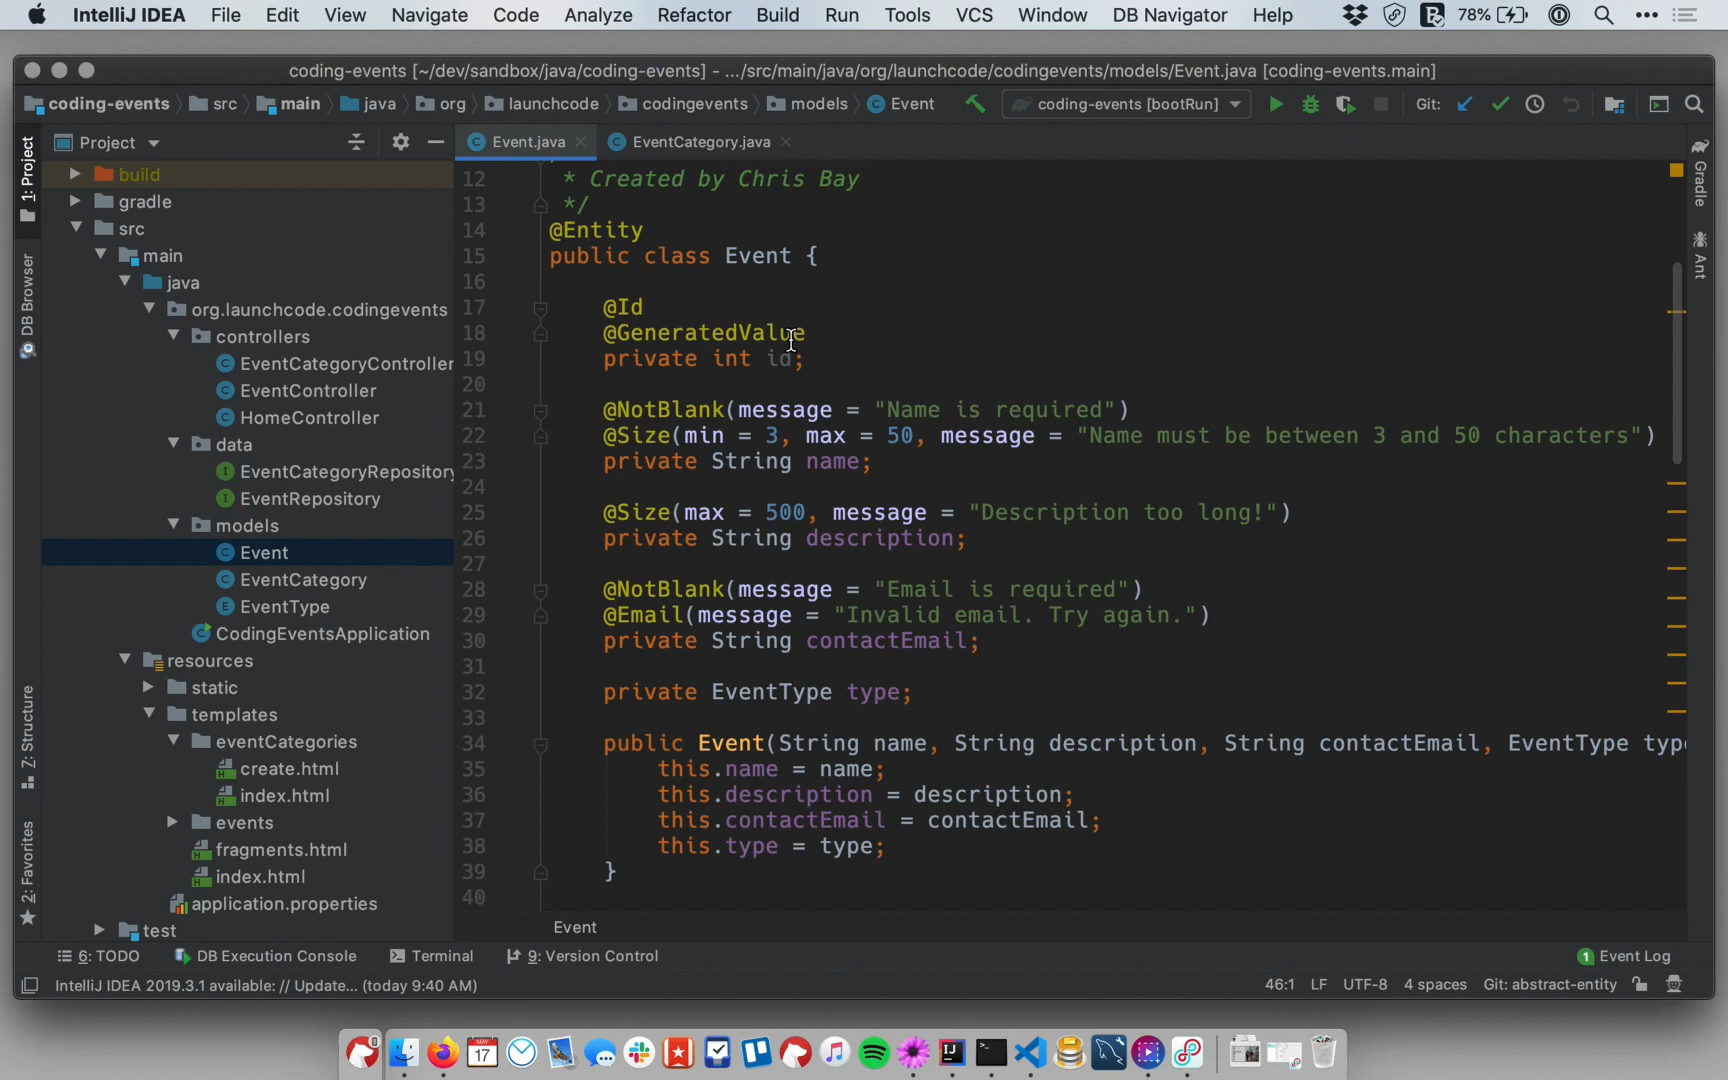 IntelliJ IDEA File Edit View Navigate Code Analyze Refactor Build Run Tools VCS Window DB Navigator Help 78%
coding-events [~/dev/sandbox/java/coding-events] - .../src/main/java/org/launchcode/codingevents/models/Event.java [coding-events.main]
coding-events src main java org launchcode codingevents models Event coding-events [bootRun] Git:
Project
Event.java EventCategory.java
1: Project
DB Browser
7: Structure
2: Favorites
build
gradle
src
main
java
org.launchcode.codingevents
controllers
EventCategoryController
EventController
HomeController
data
EventCategoryRepository
EventRepository
models
Event
EventCategory
EventType
CodingEventsApplication
resources
static
templates
eventCategories
create.html
index.html
events
fragments.html
index.html
application.properties
test
12 * Created by Chris Bay
13 */
14 @Entity
15 public class Event {
16
17 @Id
18 @GeneratedValue
19 private int id;
20
21 @NotBlank(message = "Name is required")
22 @Size(min = 3, max = 50, message = "Name must be between 3 and 50 characters")
23 private String name;
24
25 @Size(max = 500, message = "Description too long!")
26 private String description;
27
28 @NotBlank(message = "Email is required")
29 @Email(message = "Invalid email. Try again.")
30 private String contactEmail;
31
32 private EventType type;
33
34 public Event(String name, String description, String contactEmail, EventType typ
35 this.name = name;
36 this.description = description;
37 this.contactEmail = contactEmail;
38 this.type = type;
39 }
40
Event
Gradle
Ant
6: TODO DB Execution Console Terminal 9: Version Control 1 Event Log
IntelliJ IDEA 2019.3.1 available: // Update... (today 9:40 AM) 46:1 LF UTF-8 4 spaces Git: abstract-entity
MAY
17
IJ